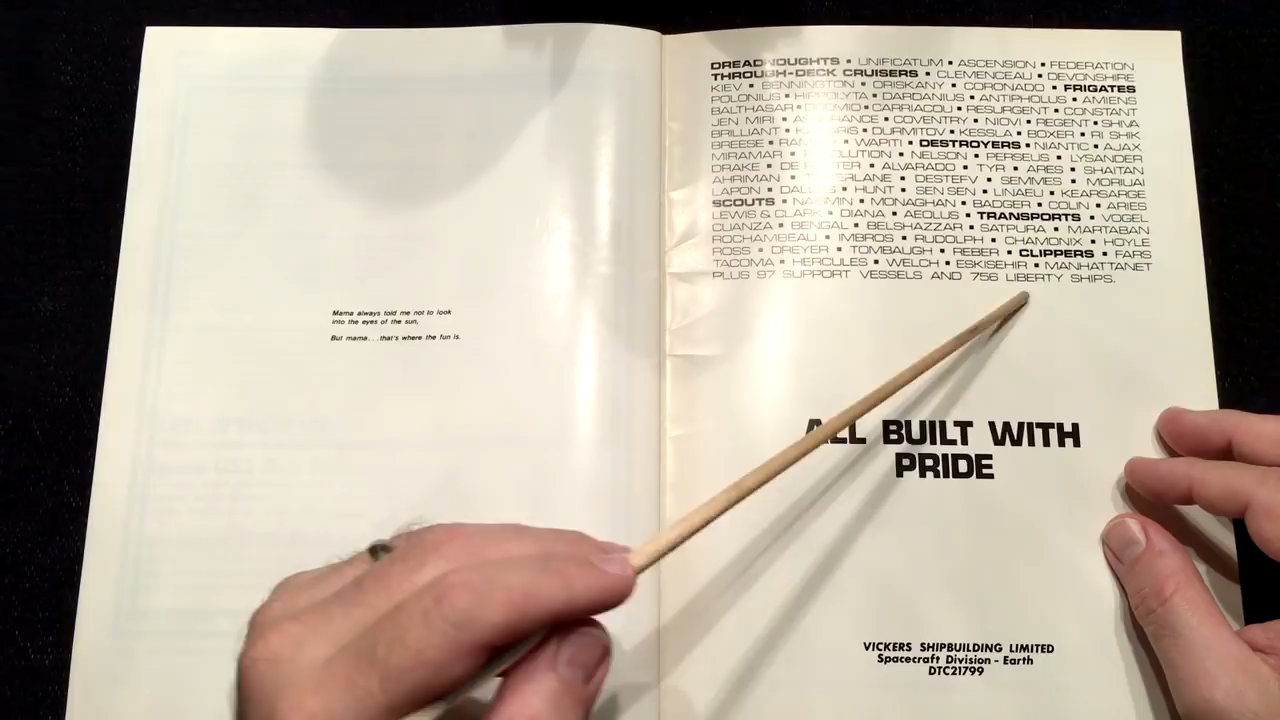 Mama always told me not to look
into the eyes of the sun,
But mama...that's where the fun is.
DREADNOUGHTS ▪ UNIFICATUM ▪ ASCENSION ▪ FEDERATION
THROUGH-DECK CRUISERS ▪ CLEMENCEAU ▪ DEVONSHIRE
KIEV ▪ BENNINGTON ▪ ORISKANY ▪ CORONADO ▪ FRIGATES
POLONIUS ▪ HIPPOLYTA ▪ DARDANIUS ▪ ANTIPHOLUS ▪ AMIENS
BALTHASAR ▪ ▪ CARRIACOU ▪ RESURGENT ▪ CONSTANT
JEN MIRI ▪ ▪ COVENTRY ▪ NIOVI ▪ REGENT ▪ SHIVA
BRILLIANT ▪ ▪ DURMITOV ▪ KESSLA ▪ BOXER ▪ RI SHIK
BREESE ▪ ▪ WAPITI ▪ DESTROYERS ▪ NIANTIC ▪ AJAX
MIRAMAR ▪ ▪ NELSON ▪ PERSEUS ▪ LYSANDER
DRAKE ▪ ▪ ALVARADO ▪ TYR ▪ ARES ▪ SHAITAN
AHRIMAN ▪ ▪ DESTEFV ▪ SEMMES ▪ MORIUAI
LAPON ▪ ▪ HUNT ▪ SEN SEN ▪ LINAEU ▪ KEARSARGE
SCOUTS ▪ ▪ MONAGHAN ▪ BADGER ▪ COLIN ▪ ARIES
LEWIS & CLARK ▪ DIANA ▪ AEOLUS ▪ TRANSPORTS ▪ VOGEL
CUANZA ▪ BENGAL ▪ BELSHAZZAR ▪ SATPURA ▪ MARTABAN
ROCHAMBEAU ▪ IMBROS ▪ RUDOLPH ▪ CHAMONIX ▪ HOYLE
ROSS ▪ DREYER ▪ TOMBAUGH ▪ REBER ▪ CLIPPERS ▪ FARS
TACOMA ▪ HERCULES ▪ WELCH ▪ ESKISEHIR ▪ MANHATTANET
PLUS 97 SUPPORT VESSELS AND 756 LIBERTY SHIPS.
ALL BUILT WITH
PRIDE
VICKERS SHIPBUILDING LIMITED
Spacecraft Division - Earth
DTC21799